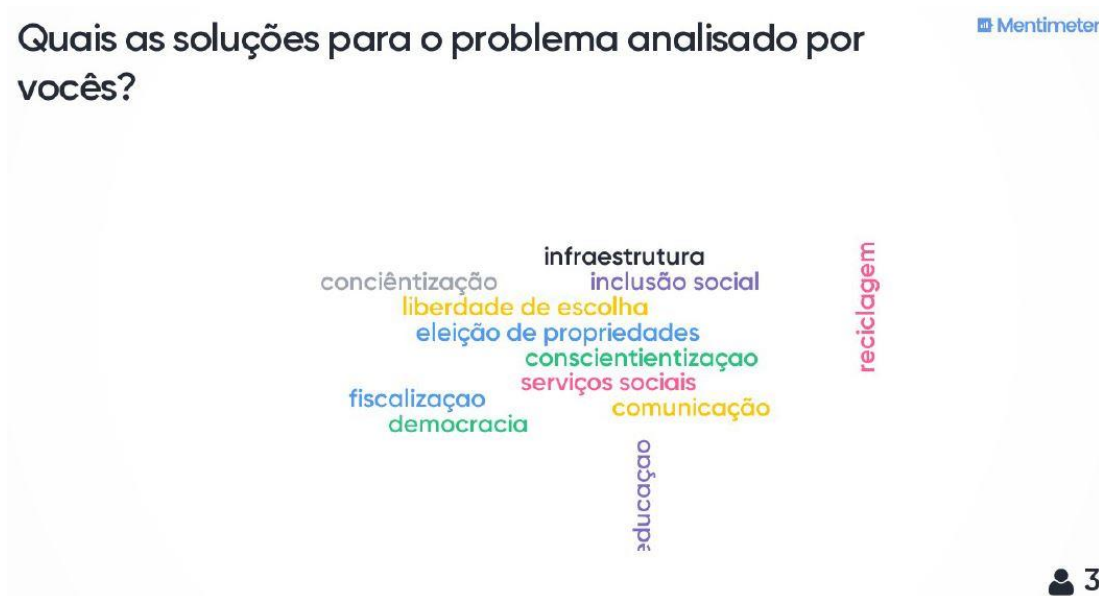 Quais as soluções para o problema analisado por
vocês?
Mentimeter
infraestrutura
conciêntização
inclusão social
liberdade de escolha
eleição de propriedades
conscientientizaçao
serviços sociais
fiscalizaçao
comunicação
democracia
reciclagem
educaçao
3